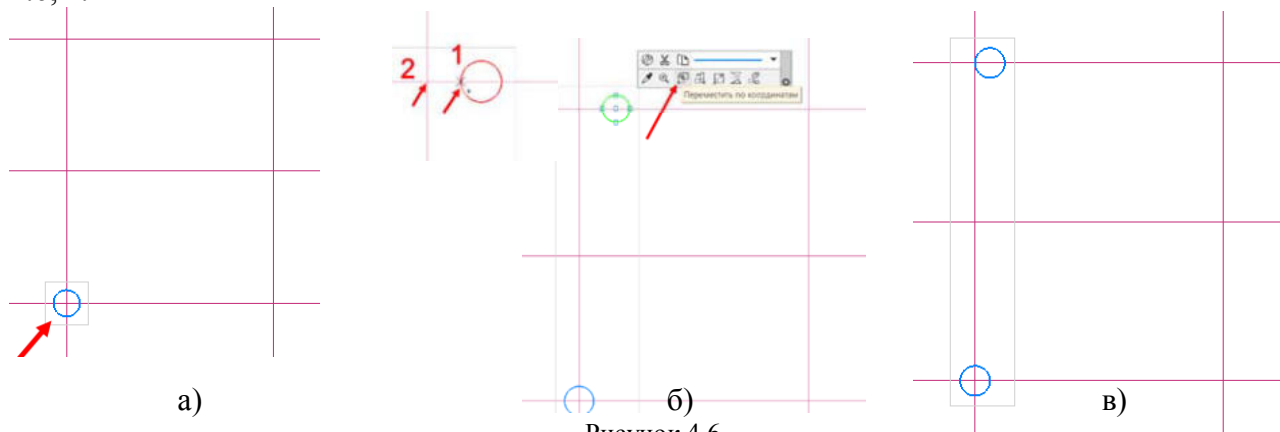 1
2
Переместить по координатам
а)
б)
в)
Рисунок 4.6